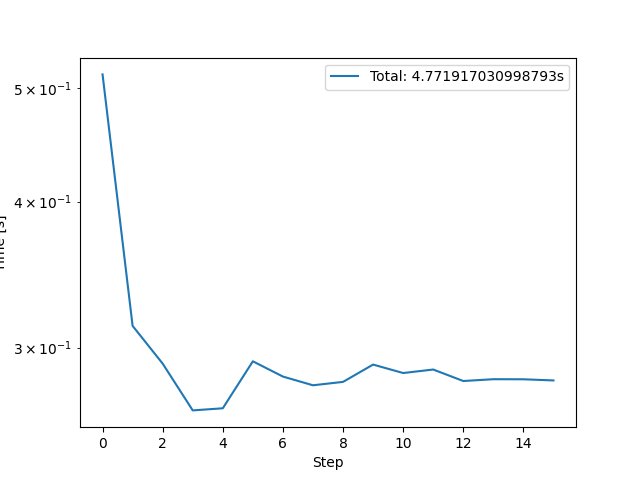 Total: 4.771917030998793s
5 × 10⁻¹
4 × 10⁻¹
3 × 10⁻¹
[s]
0 2 4 6 8 10 12 14
Step